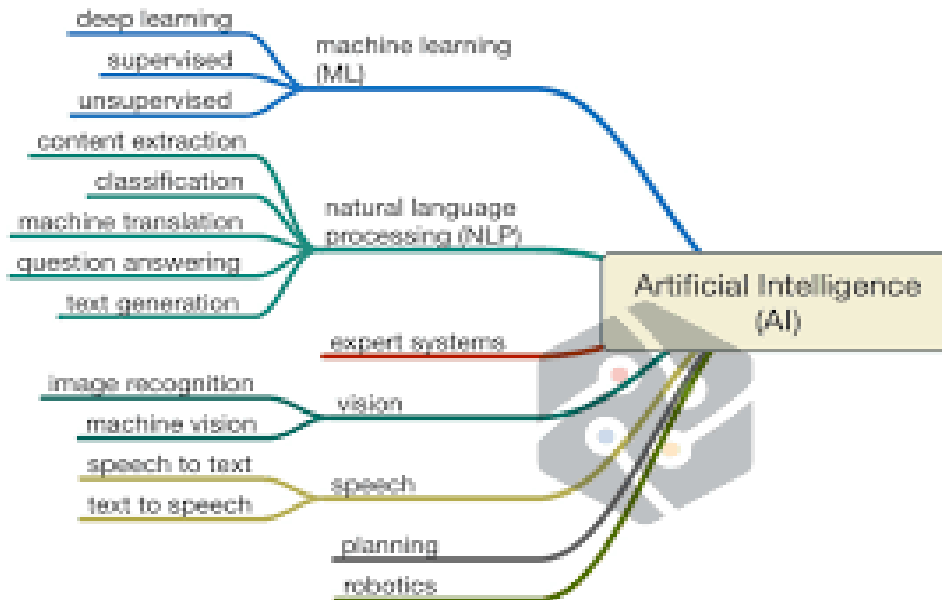 deep learning
supervised
unsupervised
machine learning
(ML)
content extraction
classification
machine translation
question answering
text generation
natural language
processing (NLP)
Artificial Intelligence
(AI)
expert systems
image recognition
machine vision
vision
speech to text
text to speech
speech
planning
robotics